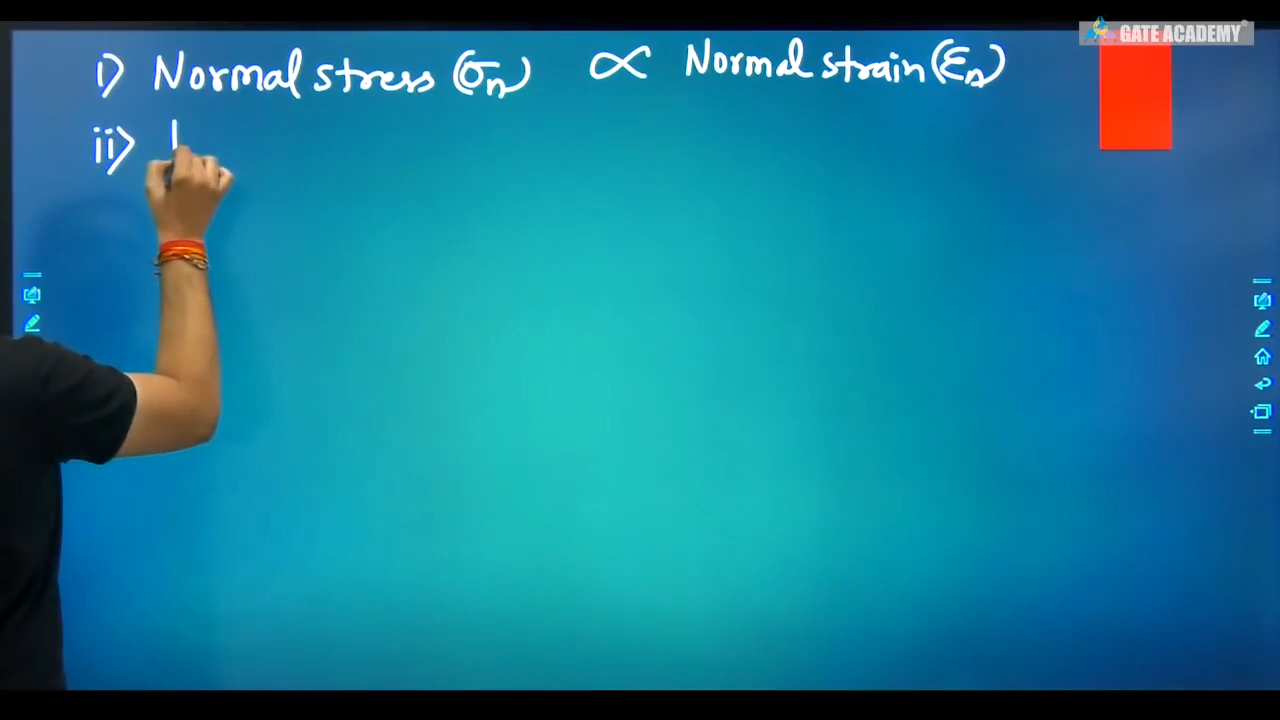 GATE ACADEMY
i) Normal stress (σn) ∝ Normal strain (εn)
ii)